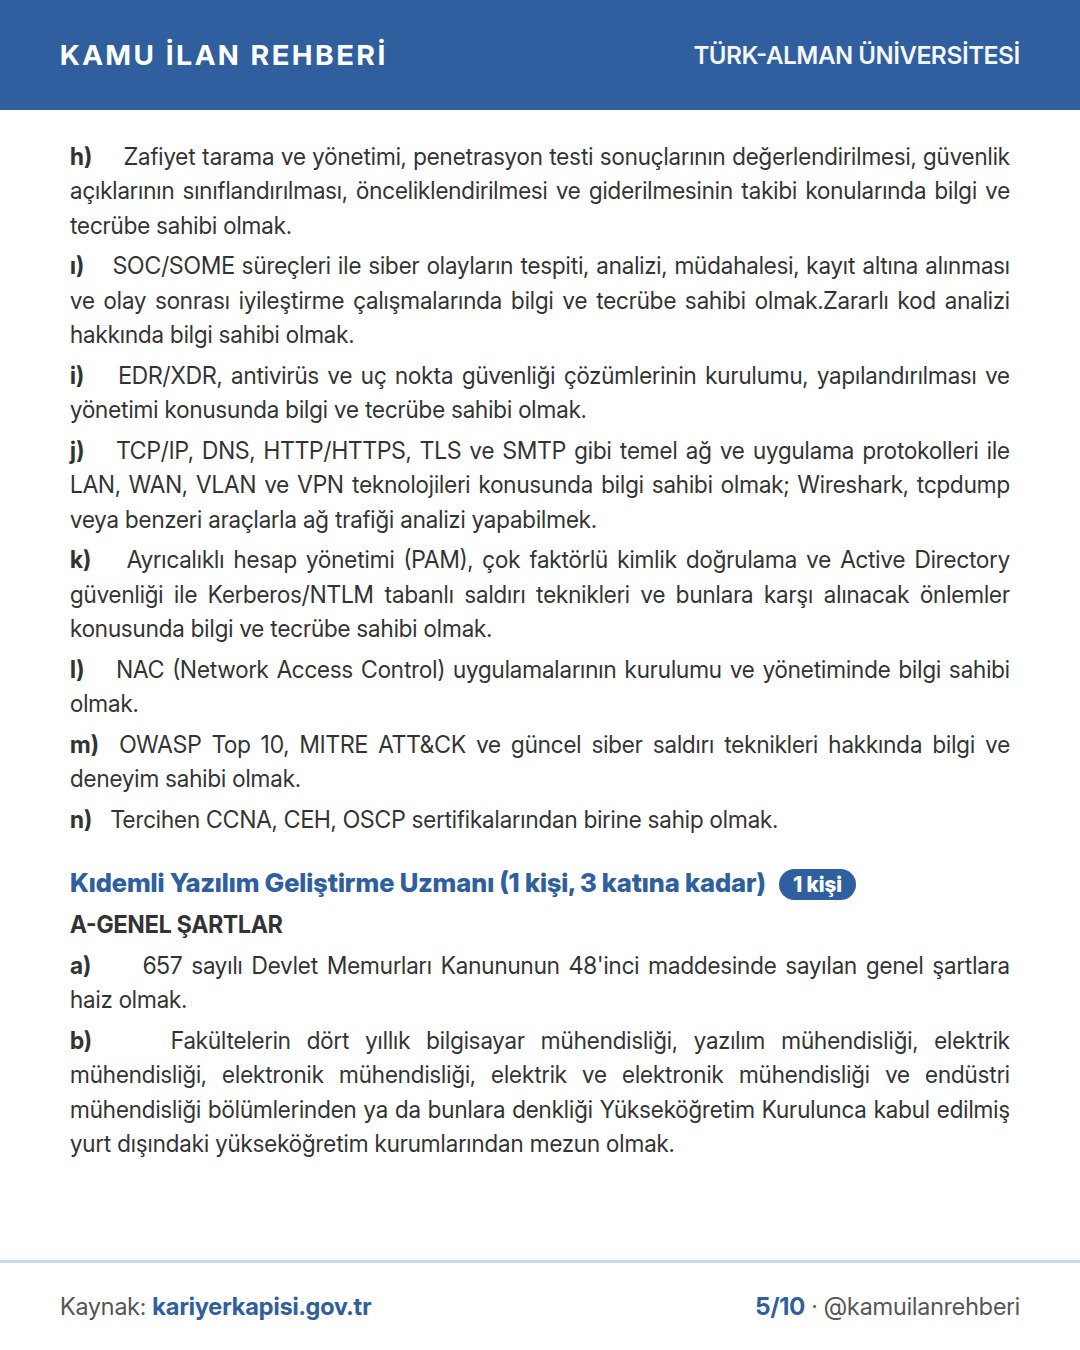 KAMU İLAN REHBERİ
TÜRK-ALMAN ÜNİVERSİTESİ
h) Zafiyet tarama ve yönetimi, penetrasyon testi sonuçlarının değerlendirilmesi, güvenlik
açıklarının sınıflandırılması, önceliklendirilmesi ve giderilmesinin takibi konularında bilgi ve
tecrübe sahibi olmak.
ı) SOC/SOME süreçleri ile siber olayların tespiti, analizi, müdahalesi, kayıt altına alınması
ve olay sonrası iyileştirme çalışmalarında bilgi ve tecrübe sahibi olmak.Zararlı kod analizi
hakkında bilgi sahibi olmak.
i) EDR/XDR, antivirüs ve uç nokta güvenliği çözümlerinin kurulumu, yapılandırılması ve
yönetimi konusunda bilgi ve tecrübe sahibi olmak.
j) TCP/IP, DNS, HTTP/HTTPS, TLS ve SMTP gibi temel ağ ve uygulama protokolleri ile
LAN, WAN, VLAN ve VPN teknolojileri konusunda bilgi sahibi olmak; Wireshark, tcpdump
veya benzeri araçlarla ağ trafiği analizi yapabilmek.
k) Ayrıcalıklı hesap yönetimi (PAM), çok faktörlü kimlik doğrulama ve Active Directory
güvenliği ile Kerberos/NTLM tabanlı saldırı teknikleri ve bunlara karşı alınacak önlemler
konusunda bilgi ve tecrübe sahibi olmak.
l) NAC (Network Access Control) uygulamalarının kurulumu ve yönetiminde bilgi sahibi
olmak.
m) OWASP Top 10, MITRE ATT&CK ve güncel siber saldırı teknikleri hakkında bilgi ve
deneyim sahibi olmak.
n) Tercihen CCNA, CEH, OSCP sertifikalarından birine sahip olmak.
Kıdemli Yazılım Geliştirme Uzmanı (1 kişi, 3 katına kadar) 1 kişi
A-GENEL ŞARTLAR
a) 657 sayılı Devlet Memurları Kanununun 48'inci maddesinde sayılan genel şartlara
haiz olmak.
b) Fakültelerin dört yıllık bilgisayar mühendisliği, yazılım mühendisliği, elektrik
mühendisliği, elektronik mühendisliği, elektrik ve elektronik mühendisliği ve endüstri
mühendisliği bölümlerinden ya da bunlara denkliği Yükseköğretim Kurulunca kabul edilmiş
yurt dışındaki yükseköğretim kurumlarından mezun olmak.
Kaynak: kariyerkapisi.gov.tr
5/10 · @kamuilanrehberi